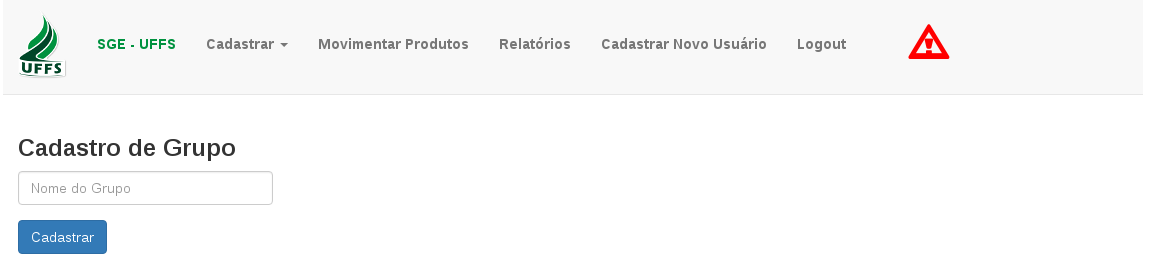 UFFS
SGE - UFFS Cadastrar Movimentar Produtos Relatórios Cadastrar Novo Usuário Logout
Cadastro de Grupo
Nome do Grupo
Cadastrar